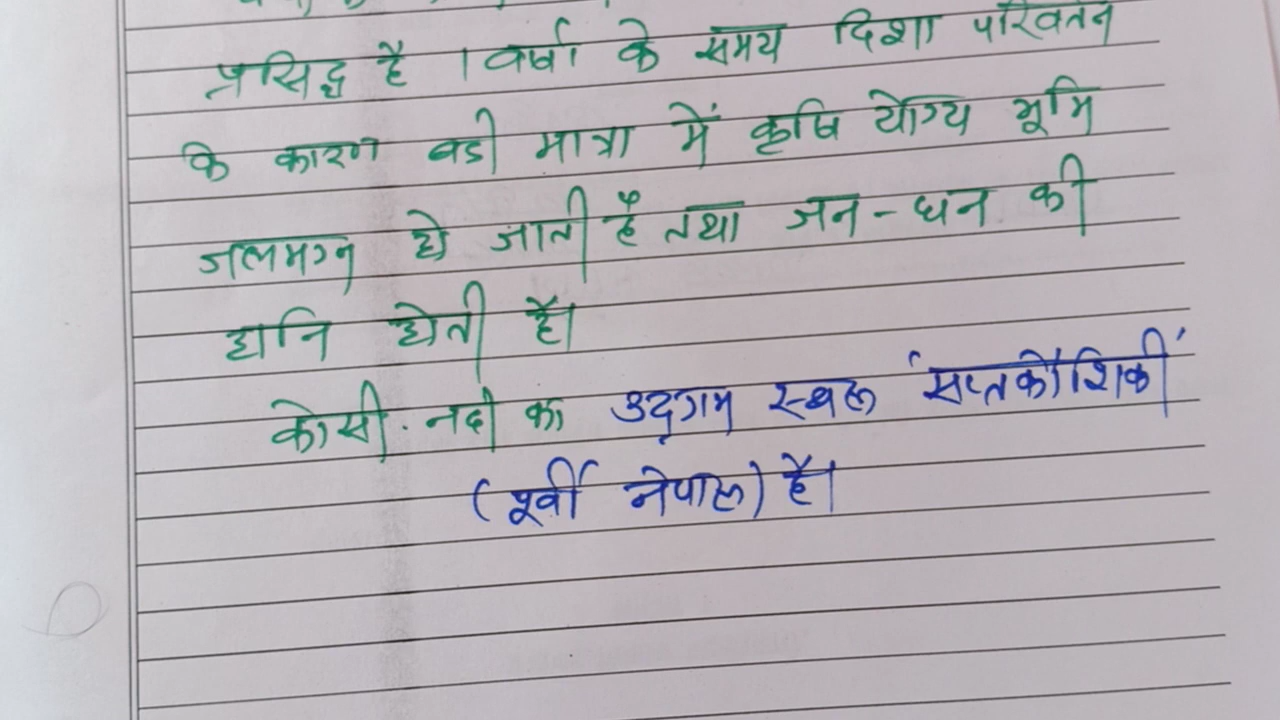 प्रसिद्ध है । वर्षा के समय दिशा परिवर्तन
के कारण बडी मात्रा में कृषि योग्य भूमि
जलमग्न हो जाती है तथा जन-धन की
हानि होती है।
कोसी नदी का उद्गम स्थल 'सप्तकौशिकी'
(पूर्वी नेपाल) है।